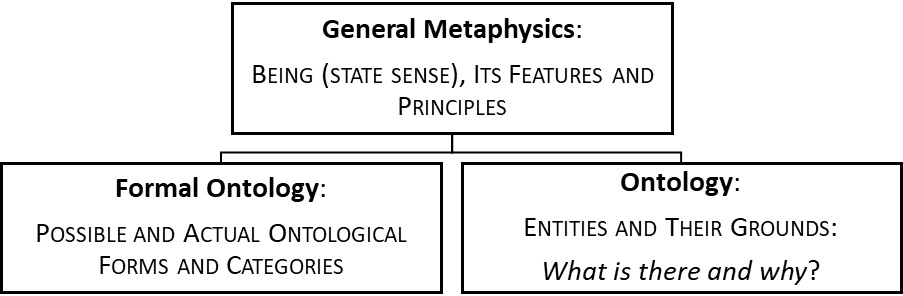 General Metaphysics:
BEING (STATE SENSE), ITS FEATURES AND
PRINCIPLES
Formal Ontology:
POSSIBLE AND ACTUAL ONTOLOGICAL
FORMS AND CATEGORIES
Ontology:
ENTITIES AND THEIR GROUNDS:
What is there and why?